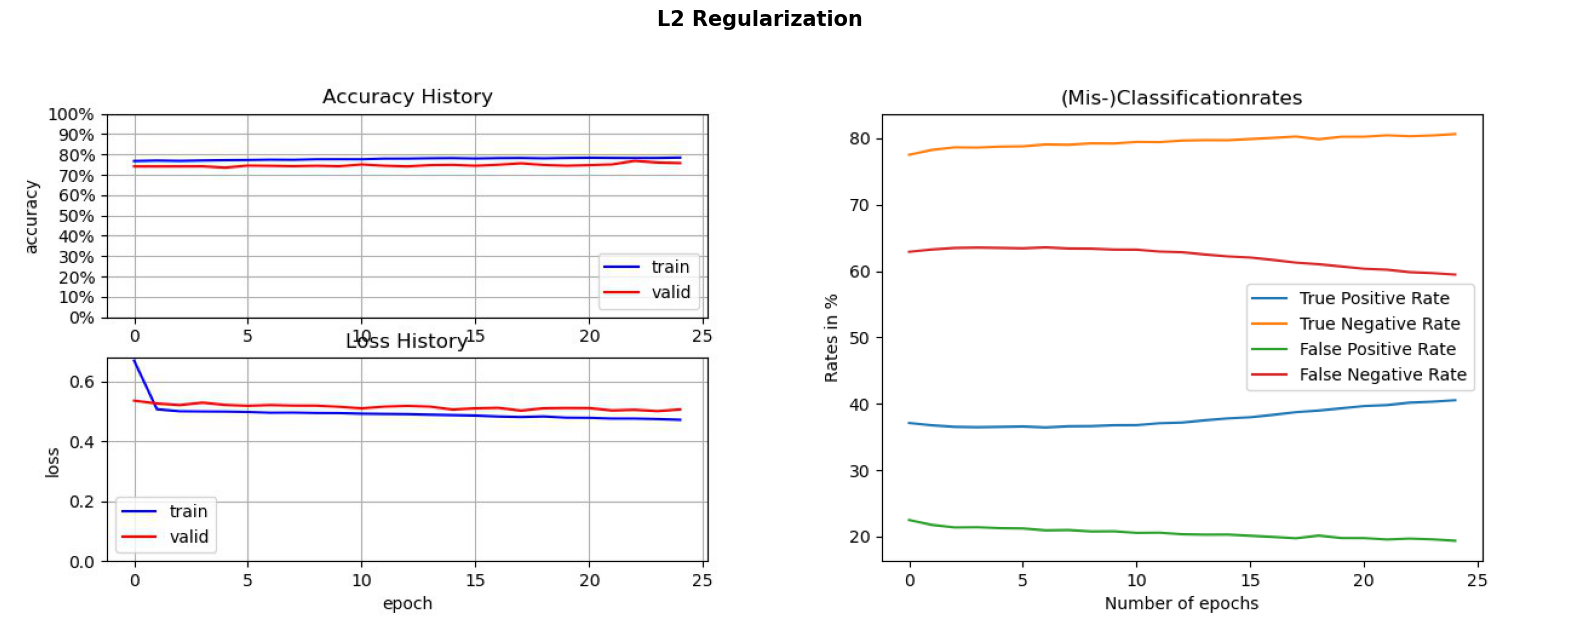 L2 Regularization
Accuracy History
100%
90%
80%
70%
60%
50%
40%
30%
20%
10%
0%
accuracy
train
valid
0
5
10
15
20
25
Loss History
0.6
0.4
0.2
0.0
loss
train
valid
0
5
10
15
20
25
epoch
(Mis-)Classificationrates
80
70
60
50
40
30
20
Rates in %
True Positive Rate
True Negative Rate
False Positive Rate
False Negative Rate
0
5
10
15
20
25
Number of epochs